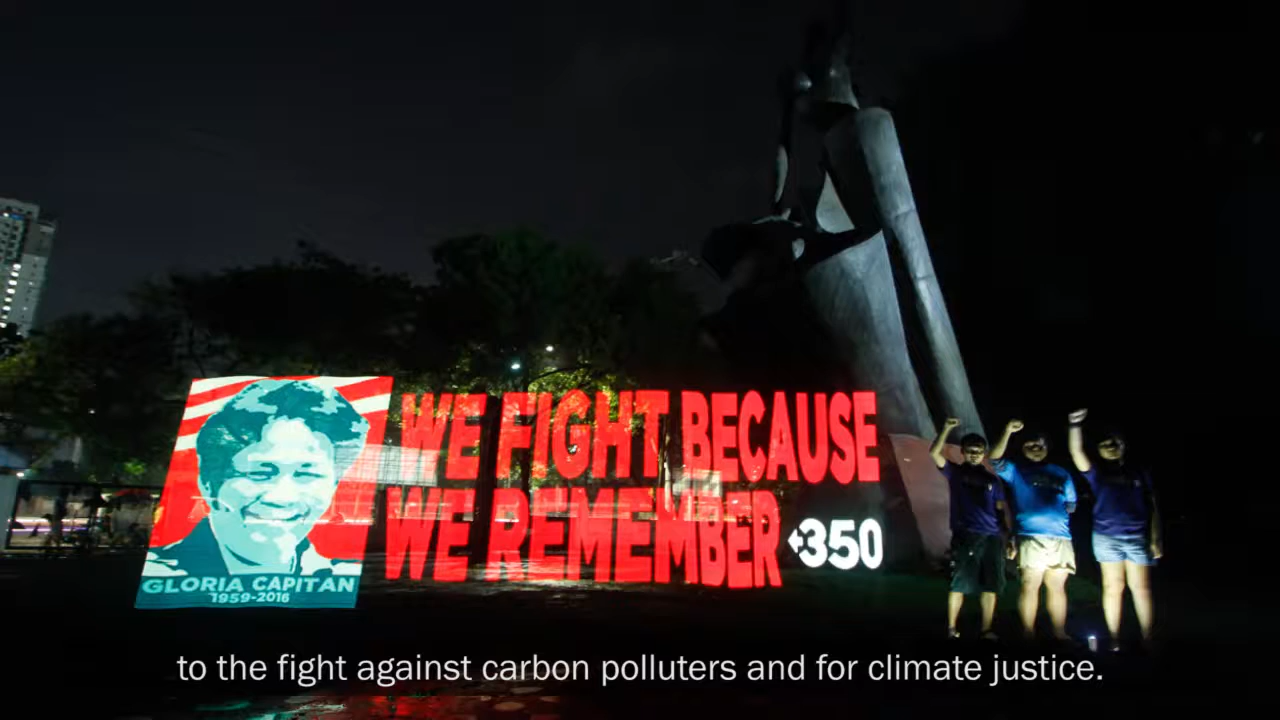 WE FIGHT BECAUSE
WE REMEMBER
350
GLORIA CAPITAN
1959-2016
to the fight against carbon polluters and for climate justice.